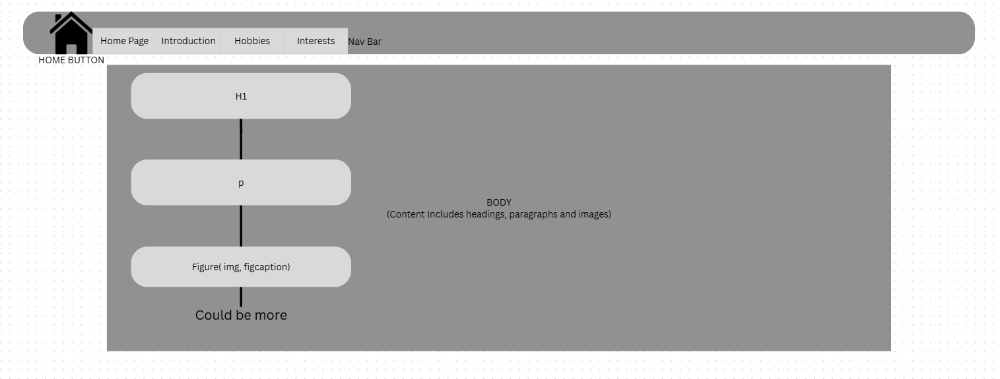 Home Page Introduction Hobbies Interests Nav Bar
HOME BUTTON
H1
p
BODY
(Content Includes headings, paragraphs and images)
Figure( img, figcaption)
Could be more